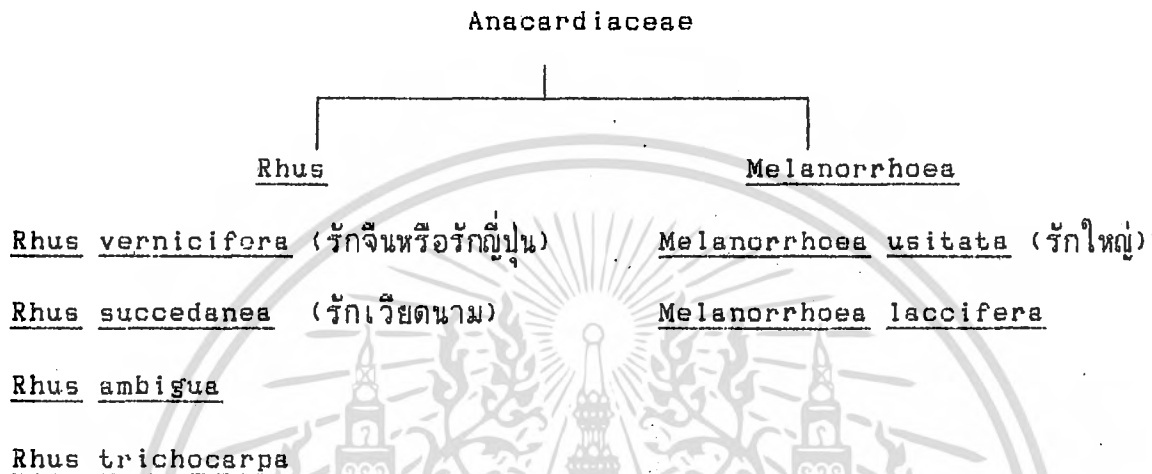 Anacardiaceae
Rhus Melanorrhoea
Rhus vernicifera (รักจีนหรือรักญี่ปุ่น) Melanorrhoea usitata (รักใหญ่)
Rhus succedanea (รักเวียดนาม) Melanorrhoea laccifera
Rhus ambigua
Rhus trichocarpa